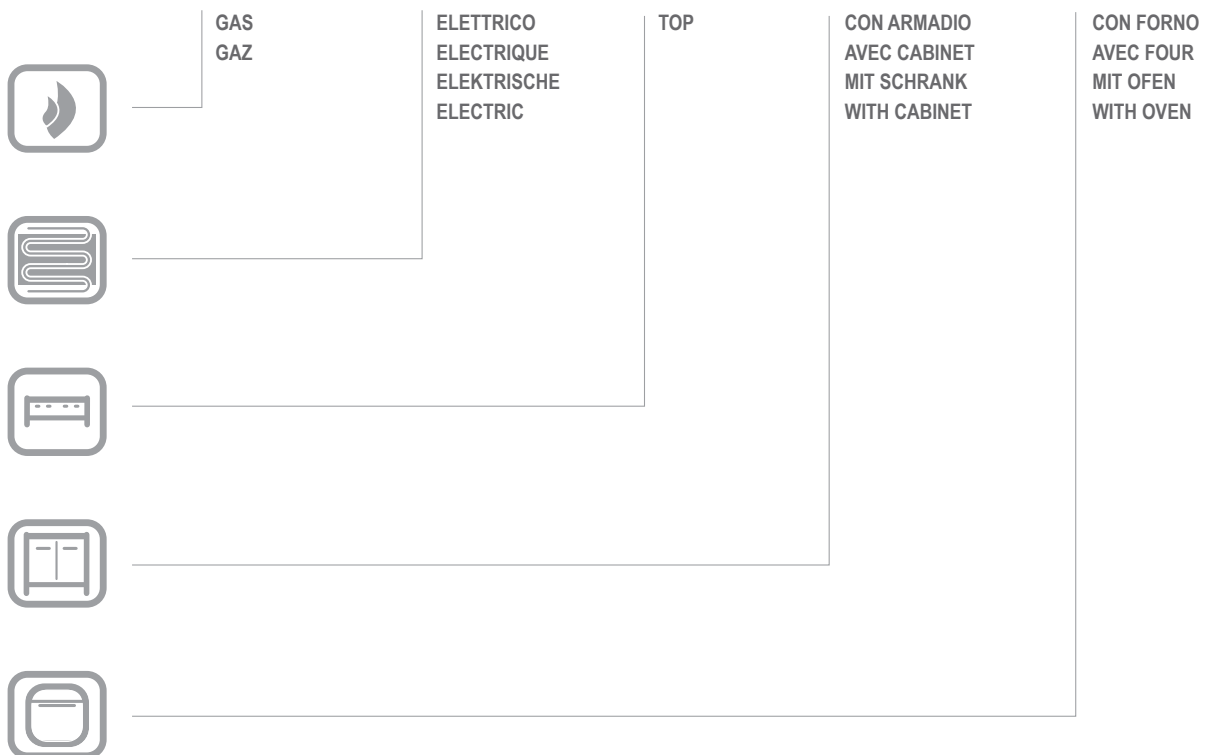 GAS
GAZ
ELETTRICO
ELECTRIQUE
ELEKTRISCHE
ELECTRIC
TOP
CON ARMADIO
AVEC CABINET
MIT SCHRANK
WITH CABINET
CON FORNO
AVEC FOUR
MIT OFEN
WITH OVEN